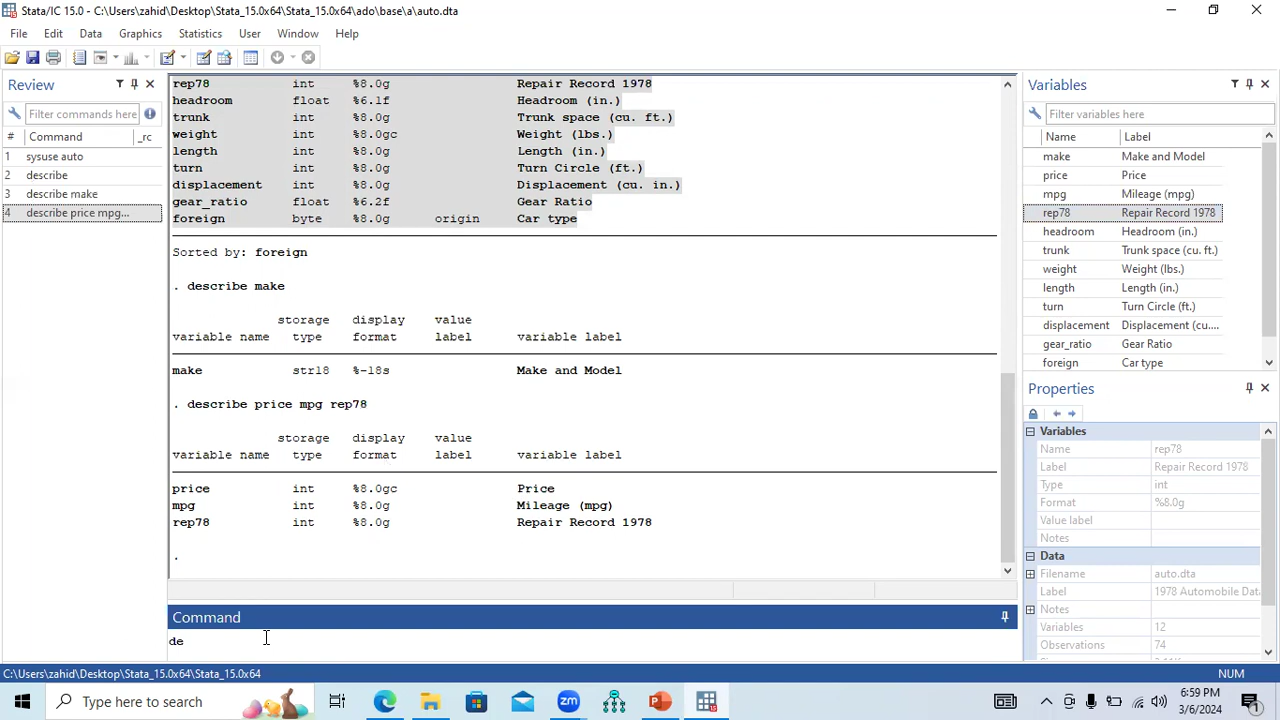 Stata/IC 15.0 - C:\Users\zahid\Desktop\Stata_15.0x64\Stata_15.0x64\ado\base\a\auto.dta
File Edit Data Graphics Statistics User Window Help
Review
Filter commands here
# Command _rc
1 sysuse auto
2 describe
3 describe make
4 describe price mpg...
rep78 int %8.0g Repair Record 1978
headroom float %6.1f Headroom (in.)
trunk int %8.0g Trunk space (cu. ft.)
weight int %8.0gc Weight (lbs.)
length int %8.0g Length (in.)
turn int %8.0g Turn Circle (ft.)
displacement int %8.0g Displacement (cu. in.)
gear_ratio float %6.2f Gear Ratio
foreign byte %8.0g origin Car type
Sorted by: foreign
. describe make
storage display value
variable name type format label variable label
make str18 %-18s Make and Model
. describe price mpg rep78
storage display value
variable name type format label variable label
price int %8.0gc Price
mpg int %8.0g Mileage (mpg)
rep78 int %8.0g Repair Record 1978
.
Command
de
Variables
Filter variables here
Name Label
make Make and Model
price Price
mpg Mileage (mpg)
rep78 Repair Record 1978
headroom Headroom (in.)
trunk Trunk space (cu. ft.)
weight Weight (lbs.)
length Length (in.)
turn Turn Circle (ft.)
displacement Displacement (cu....
gear_ratio Gear Ratio
foreign Car type
Properties
Variables
Name rep78
Label Repair Record 1978
Type int
Format %8.0g
Value label
Notes
Data
Filename auto.dta
Label 1978 Automobile Dat
Notes
Variables 12
Observations 74
C:\Users\zahid\Desktop\Stata_15.0x64\Stata_15.0x64
NUM
Type here to search
zm
6:59 PM
3/6/2024
1